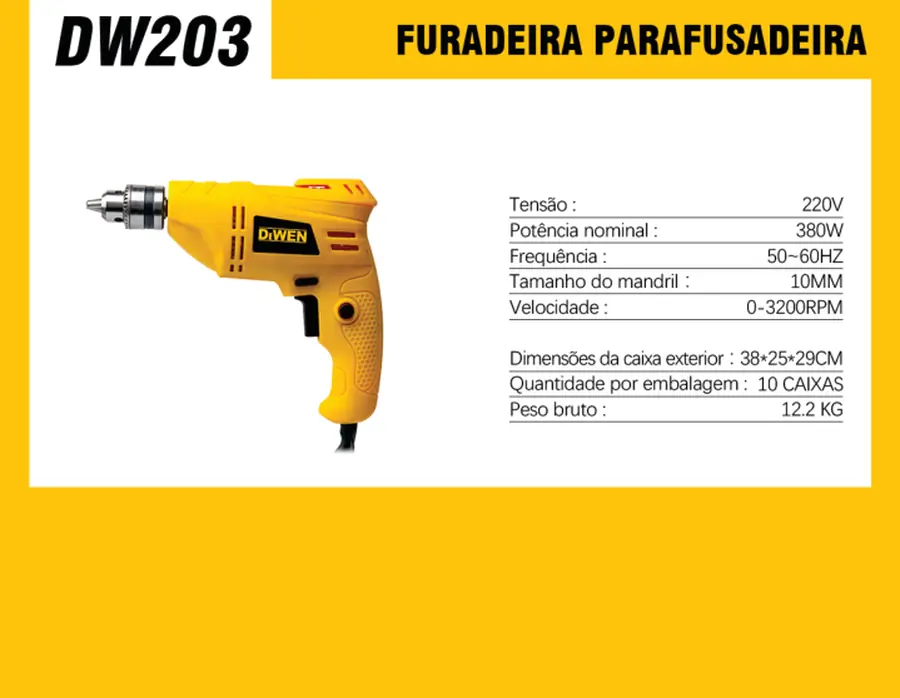 DW203
FURADEIRA PARAFUSADEIRA
DIWEN
Tensão : 220V
Potência nominal : 380W
Frequência : 50~60HZ
Tamanho do mandril : 10MM
Velocidade : 0-3200RPM
Dimensões da caixa exterior : 38*25*29CM
Quantidade por embalagem : 10 CAIXAS
Peso bruto : 12.2 KG